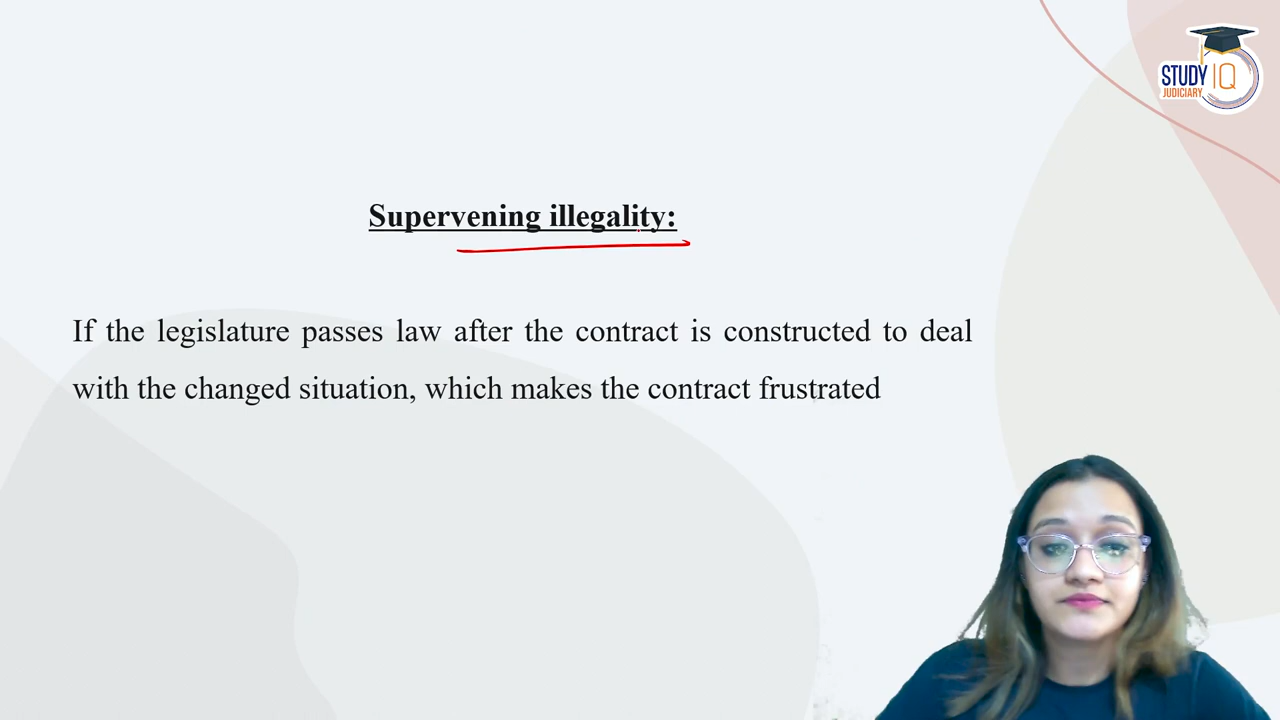 STUDY IQ
JUDICIARY
Supervening illegality:
If the legislature passes law after the contract is constructed to deal
with the changed situation, which makes the contract frustrated